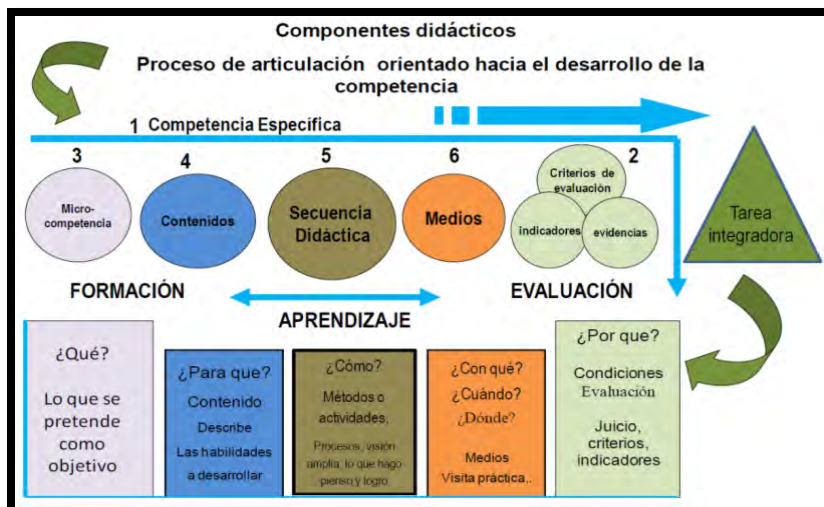 Componentes didácticos
Proceso de articulación orientado hacia el desarrollo de la
competencia
1 Competencia Específica
3
4
5
6
2
Micro-
competencia
Contenidos
Secuencia
Didáctica
Medios
Criterios de
evaluación
indicadores
evidencias
Tarea
integradora
FORMACIÓN
APRENDIZAJE
EVALUACIÓN
¿Qué?
Lo que se
pretende
como
objetivo
¿Para que?
Contenido
Describe
Las habilidades
a desarrollar
¿Cómo?
Métodos o
actividades,
Procesos, visión
amplia, lo que hago
pienso y logro
¿Con qué?
¿Cuándo?
¿Dónde?
Medios
Visita práctica,.
¿Por que?
Condiciones
Evaluación
Juicio,
criterios,
indicadores